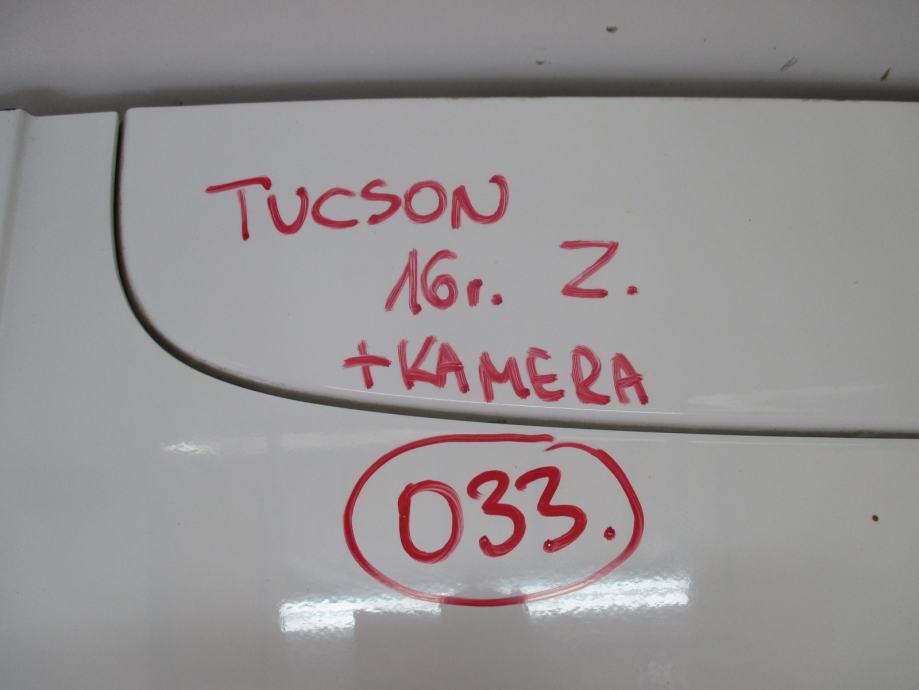 TUCSON
16r. Z.
+KAMERA
033.